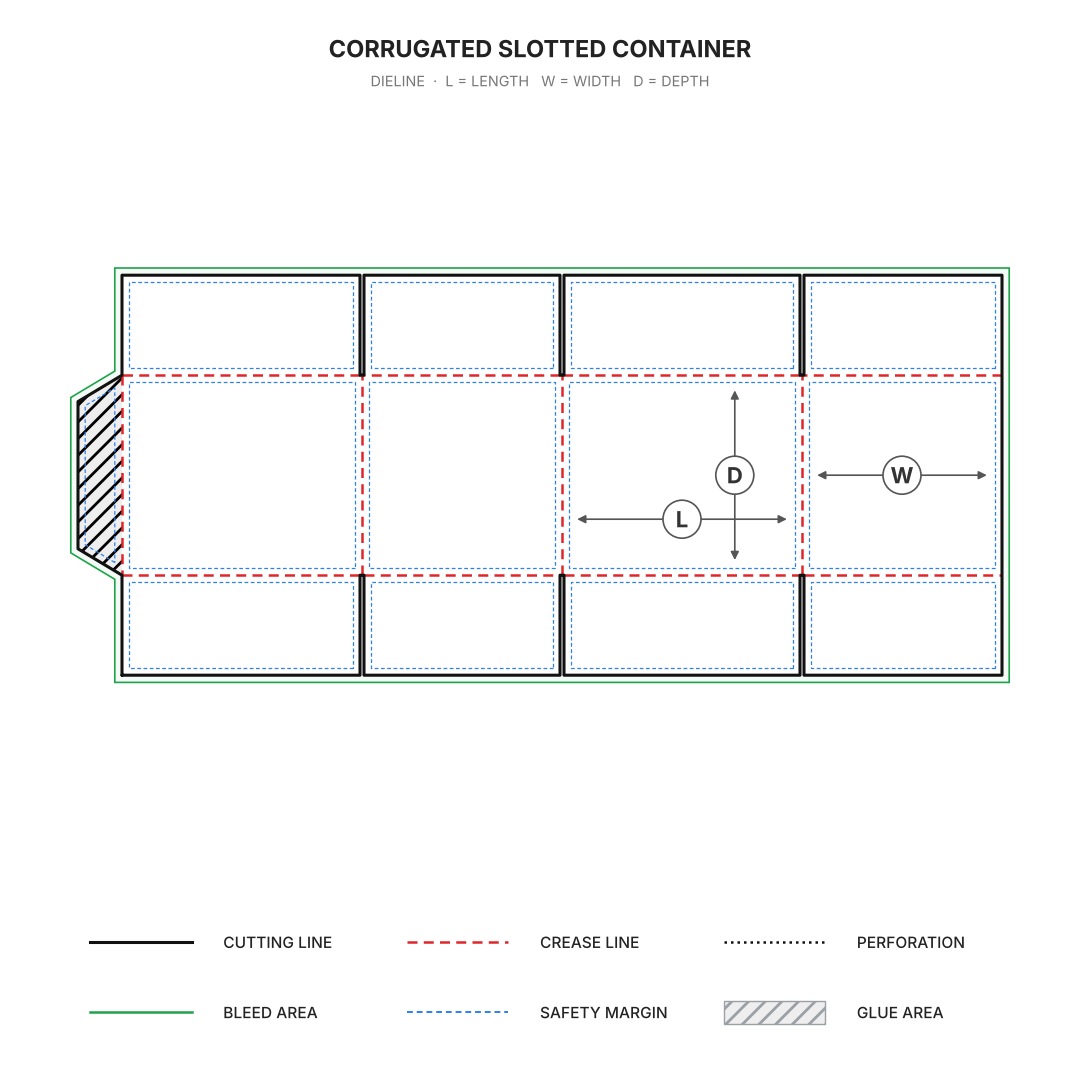 CORRUGATED SLOTTED CONTAINER
DIELINE · L = LENGTH W = WIDTH D = DEPTH
D
W
L
CUTTING LINE
CREASE LINE
PERFORATION
BLEED AREA
SAFETY MARGIN
GLUE AREA